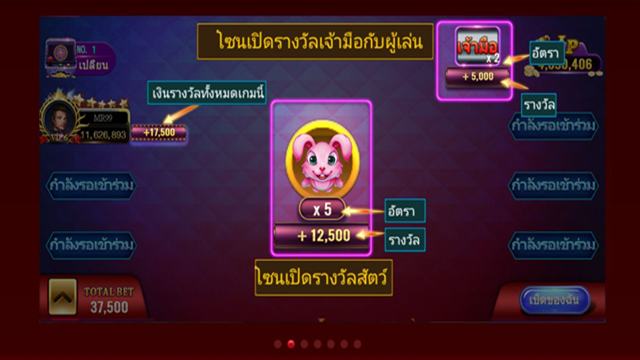 โซนเปิดรางวัลเจ้ามือกับผู้เล่น
NO. 1
เปลี่ยน
เจ้ามือ
x 2
อัตรา
+ 5,000
รางวัล
เงินรางวัลทั้งหมดเกมนี้
MR99
11,626,893
+17,500
กำลังรอเข้าร่วม
กำลังรอเข้าร่วม
กำลังรอเข้าร่วม
กำลังรอเข้าร่วม
กำลังรอเข้าร่วม
x 5
อัตรา
+ 12,500
รางวัล
โซนเปิดรางวัลสัตว์
TOTAL BET
37,500
เบ็ดของฉัน